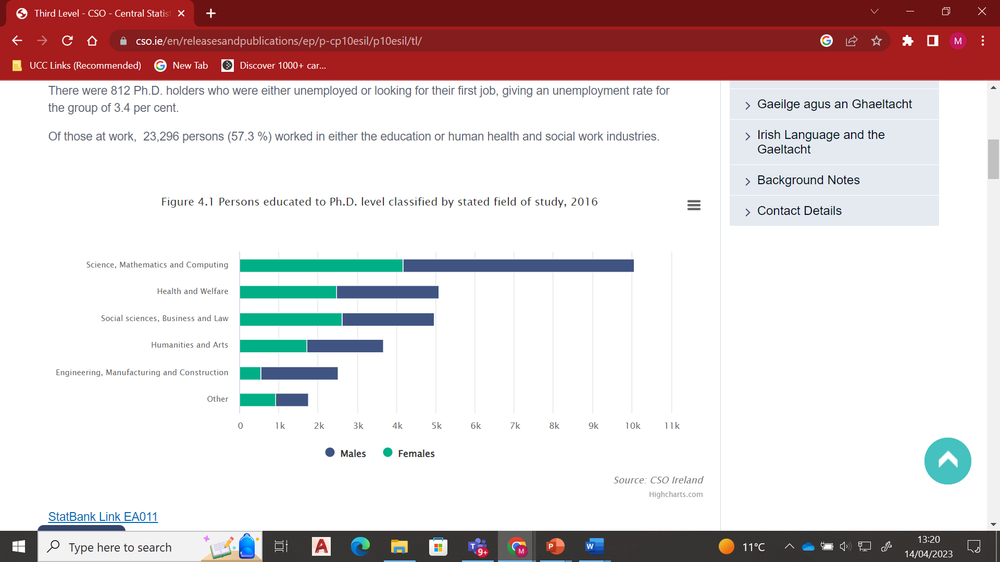 Third Level - CSO - Central Statis
cso.ie/en/releasesandpublications/ep/p-cp10esil/p10esil/tl/
M
UCC Links (Recommended)
New Tab
Discover 1000+ car...
There were 812 Ph.D. holders who were either unemployed or looking for their first job, giving an unemployment rate for
the group of 3.4 per cent.
Of those at work, 23,296 persons (57.3 %) worked in either the education or human health and social work industries.
Gaeilge agus an Ghaeltacht
Irish Language and the
Gaeltacht
Background Notes
Contact Details
Figure 4.1 Persons educated to Ph.D. level classified by stated field of study, 2016
Science, Mathematics and Computing
Health and Welfare
Social sciences, Business and Law
Humanities and Arts
Engineering, Manufacturing and Construction
Other
0 1k 2k 3k 4k 5k 6k 7k 8k 9k 10k 11k
Males Females
Source: CSO Ireland
Highcharts.com
StatBank Link EA011
Type here to search
A
T
9+
M
P
W
11°C
13:20
14/04/2023